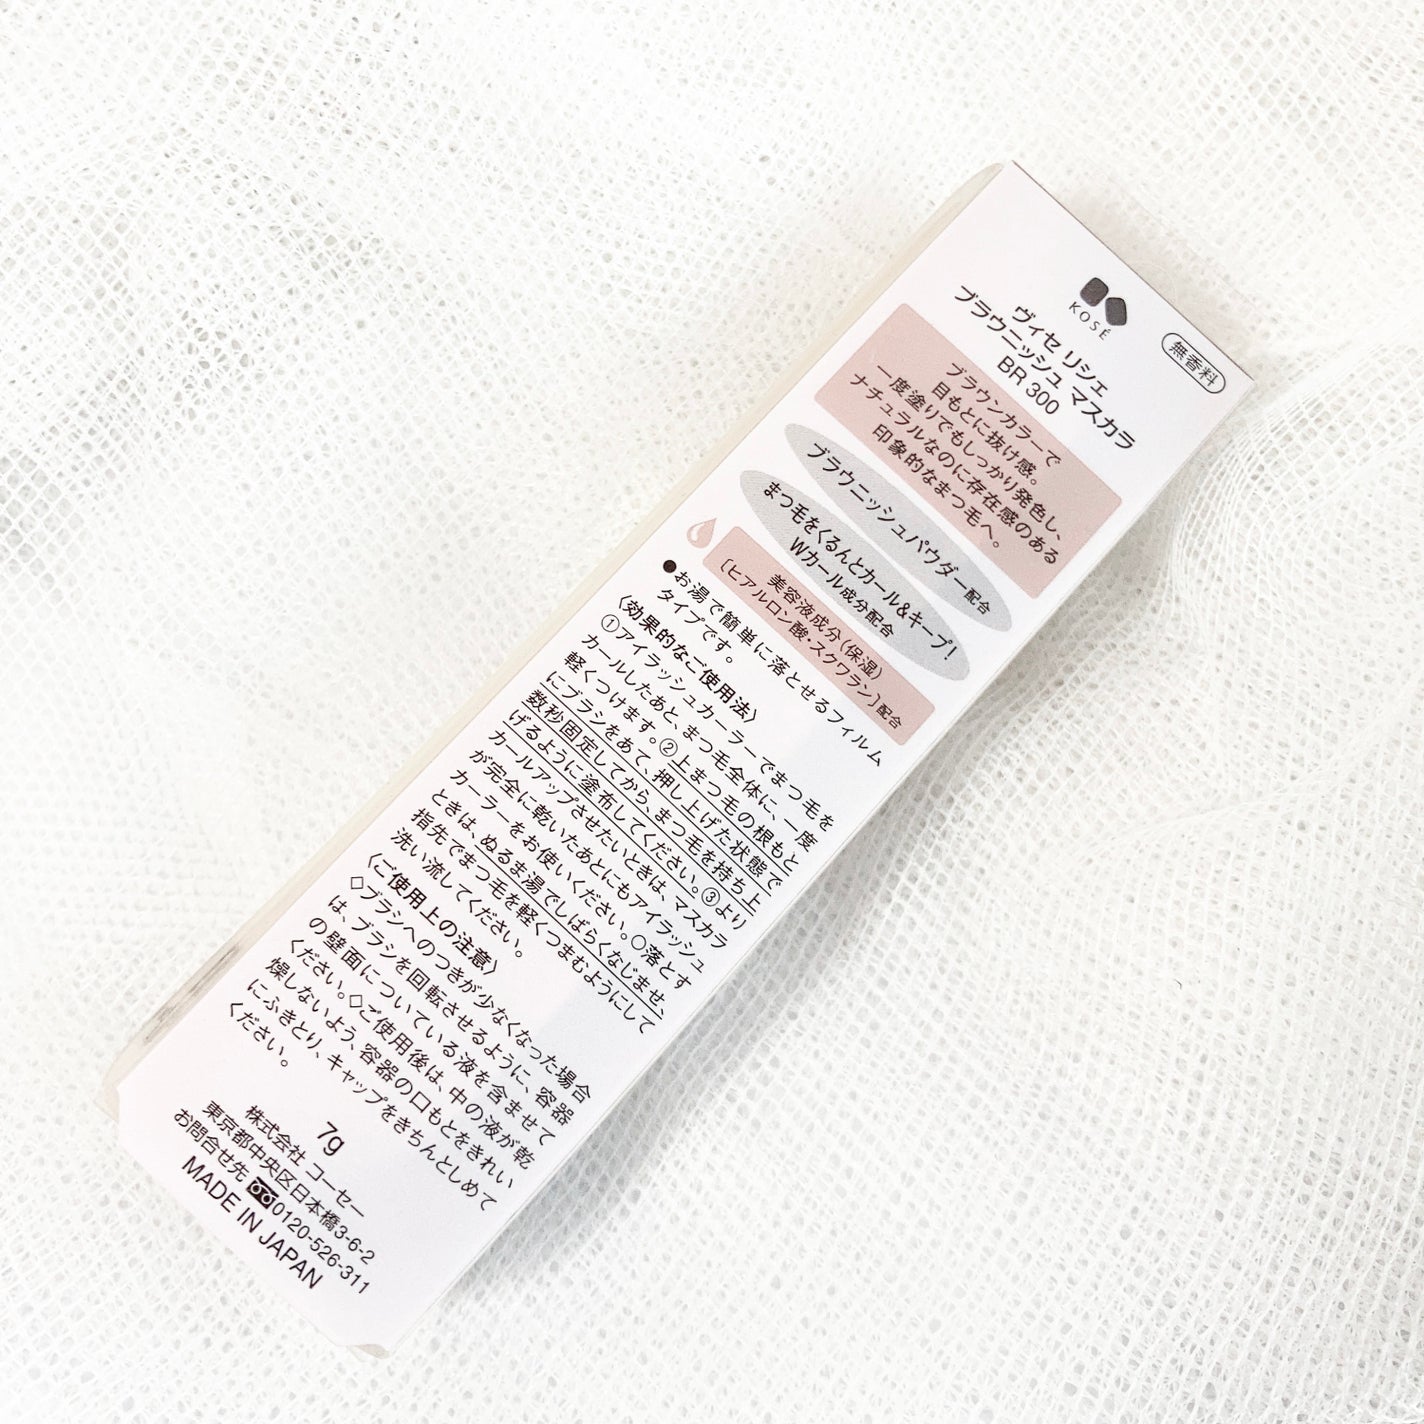 KOSÉ
無香料
ヴィセ リシェ
ブラウニッシュ マスカラ
BR 300
ブラウンカラーで
目もとに抜け感。
一度塗りでもしっかり発色し、
ナチュラルなのに存在感のある
印象的なまつ毛へ。
ブラウニッシュパウダー配合
まつ毛をくるんとカール&キープ!
Wカール成分配合
美容液成分(保湿)
[ヒアルロン酸・スクワラン]配合
●お湯で簡単に落とせるフィルム
タイプです。
〈効果的なご使用法〉
①アイラッシュカーラーでまつ毛を
カールしたあと、まつ毛全体に、一度
軽くつけます。②上まつ毛の根もと
にブラシをあて、押し上げた状態で
数秒固定してから、まつ毛を持ち上
げるように塗布してください。③より
カールアップさせたいときは、マスカラ
が完全に乾いたあとにもアイラッシュ
カーラーをお使いください。○落とす
ときは、ぬるま湯でしばらくなじませ、
指先でまつ毛を軽くつまむようにして
洗い流してください。
〈ご使用上の注意〉
◇ブラシへのつきが少なくなった場合
は、ブラシを回転させるように、容器
の壁面についている液を含ませて
ください。◇ご使用後は、中の液が乾
燥しないよう、容器の口もとをきれい
にふきとり、キャップをきちんとしめて
ください。
7g
株式会社 コーセー
東京都中央区日本橋3-6-2
お問合せ先 0120-526-311
MADE IN JAPAN